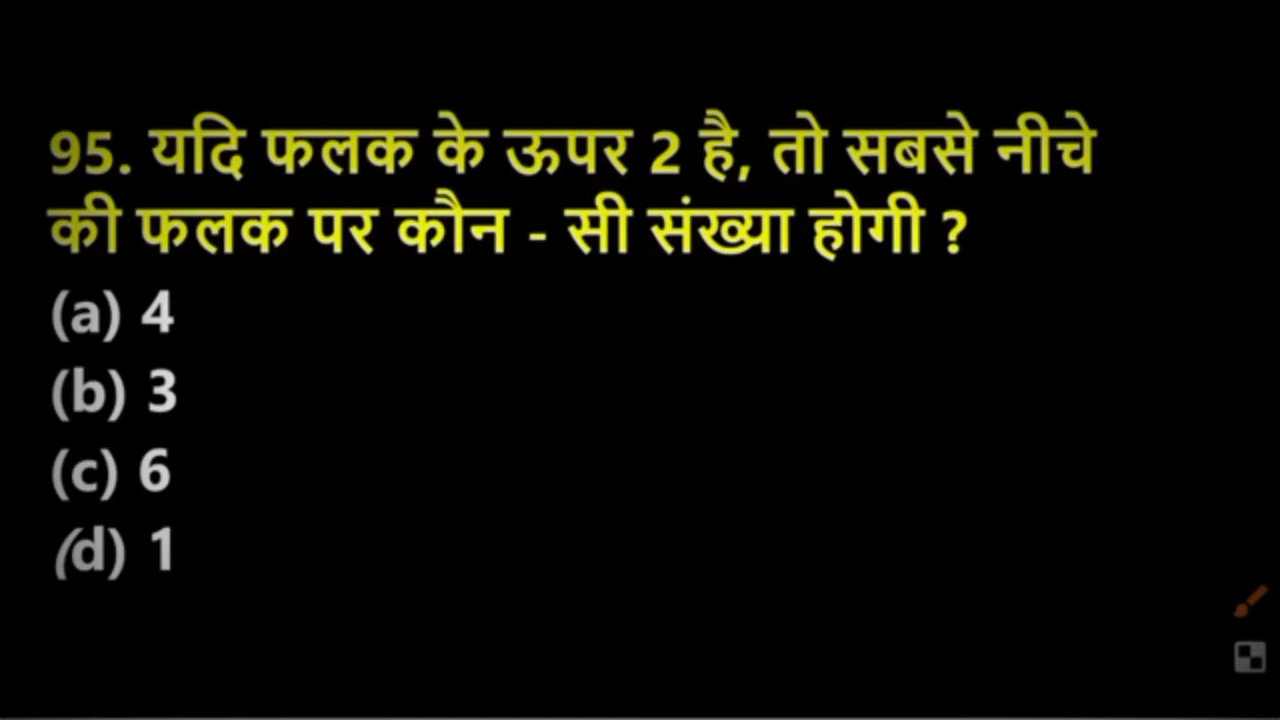 95. यदि फलक के ऊपर 2 है, तो सबसे नीचे
की फलक पर कौन - सी संख्या होगी ?
(a) 4
(b) 3
(c) 6
(d) 1